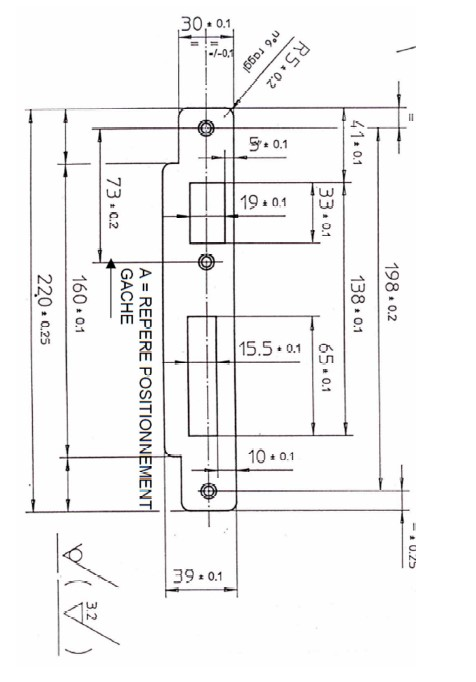 30 ± 0.1
= =
+/-0.1
R5 ± 0.2
n°6 raggi
=
41 ± 0.1
5 ± 0.1
19 ± 0.1
33 ± 0.1
73 ± 0.2
198 ± 0.2
138 ± 0.1
160 ± 0.1
220 ± 0.25
A = REPERE POSITIONNEMENT
GACHE
15.5 ± 0.1
65 ± 0.1
10 ± 0.1
= ± 0.25
39 ± 0.1
( 3.2 )